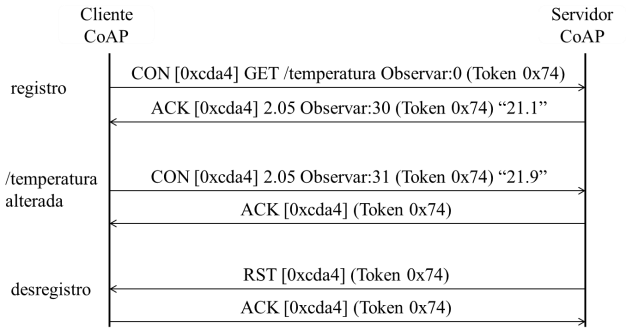 Cliente
CoAP
Servidor
CoAP
registro
CON [0xcda4] GET /temperatura Observar:0 (Token 0x74)
ACK [0xcda4] 2.05 Observar:30 (Token 0x74) “21.1”
/temperatura
alterada
CON [0xcda4] 2.05 Observar:31 (Token 0x74) “21.9”
ACK [0xcda4] (Token 0x74)
desregistro
RST [0xcda4] (Token 0x74)
ACK [0xcda4] (Token 0x74)